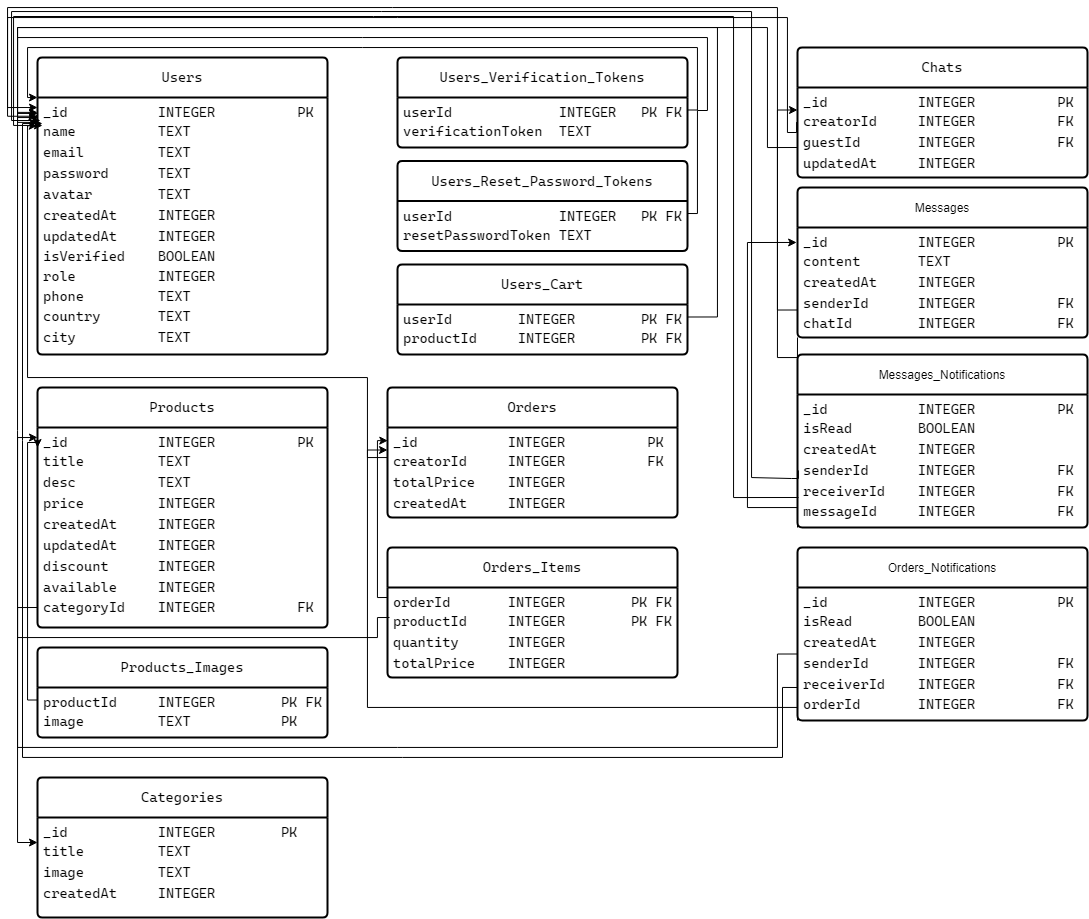 Users
_id INTEGER PK
name TEXT
email TEXT
password TEXT
avatar TEXT
createdAt INTEGER
updatedAt INTEGER
isVerified BOOLEAN
role INTEGER
phone TEXT
country TEXT
city TEXT
Users_Verification_Tokens
userId INTEGER PK FK
verificationToken TEXT
Users_Reset_Password_Tokens
userId INTEGER PK FK
resetPasswordToken TEXT
Users_Cart
userId INTEGER PK FK
productId INTEGER PK FK
Chats
_id INTEGER PK
creatorId INTEGER FK
guestId INTEGER FK
updatedAt INTEGER
Messages
_id INTEGER PK
content TEXT
createdAt INTEGER
senderId INTEGER FK
chatId INTEGER FK
Messages_Notifications
_id INTEGER PK
isRead BOOLEAN
createdAt INTEGER
senderId INTEGER FK
receiverId INTEGER FK
messageId INTEGER FK
Products
_id INTEGER PK
title TEXT
desc TEXT
price INTEGER
createdAt INTEGER
updatedAt INTEGER
discount INTEGER
available INTEGER
categoryId INTEGER FK
Orders
_id INTEGER PK
creatorId INTEGER FK
totalPrice INTEGER
createdAt INTEGER
Orders_Items
orderId INTEGER PK FK
productId INTEGER PK FK
quantity INTEGER
totalPrice INTEGER
Orders_Notifications
_id INTEGER PK
isRead BOOLEAN
createdAt INTEGER
senderId INTEGER FK
receiverId INTEGER FK
orderId INTEGER FK
Products_Images
productId INTEGER PK FK
image TEXT PK
Categories
_id INTEGER PK
title TEXT
image TEXT
createdAt INTEGER